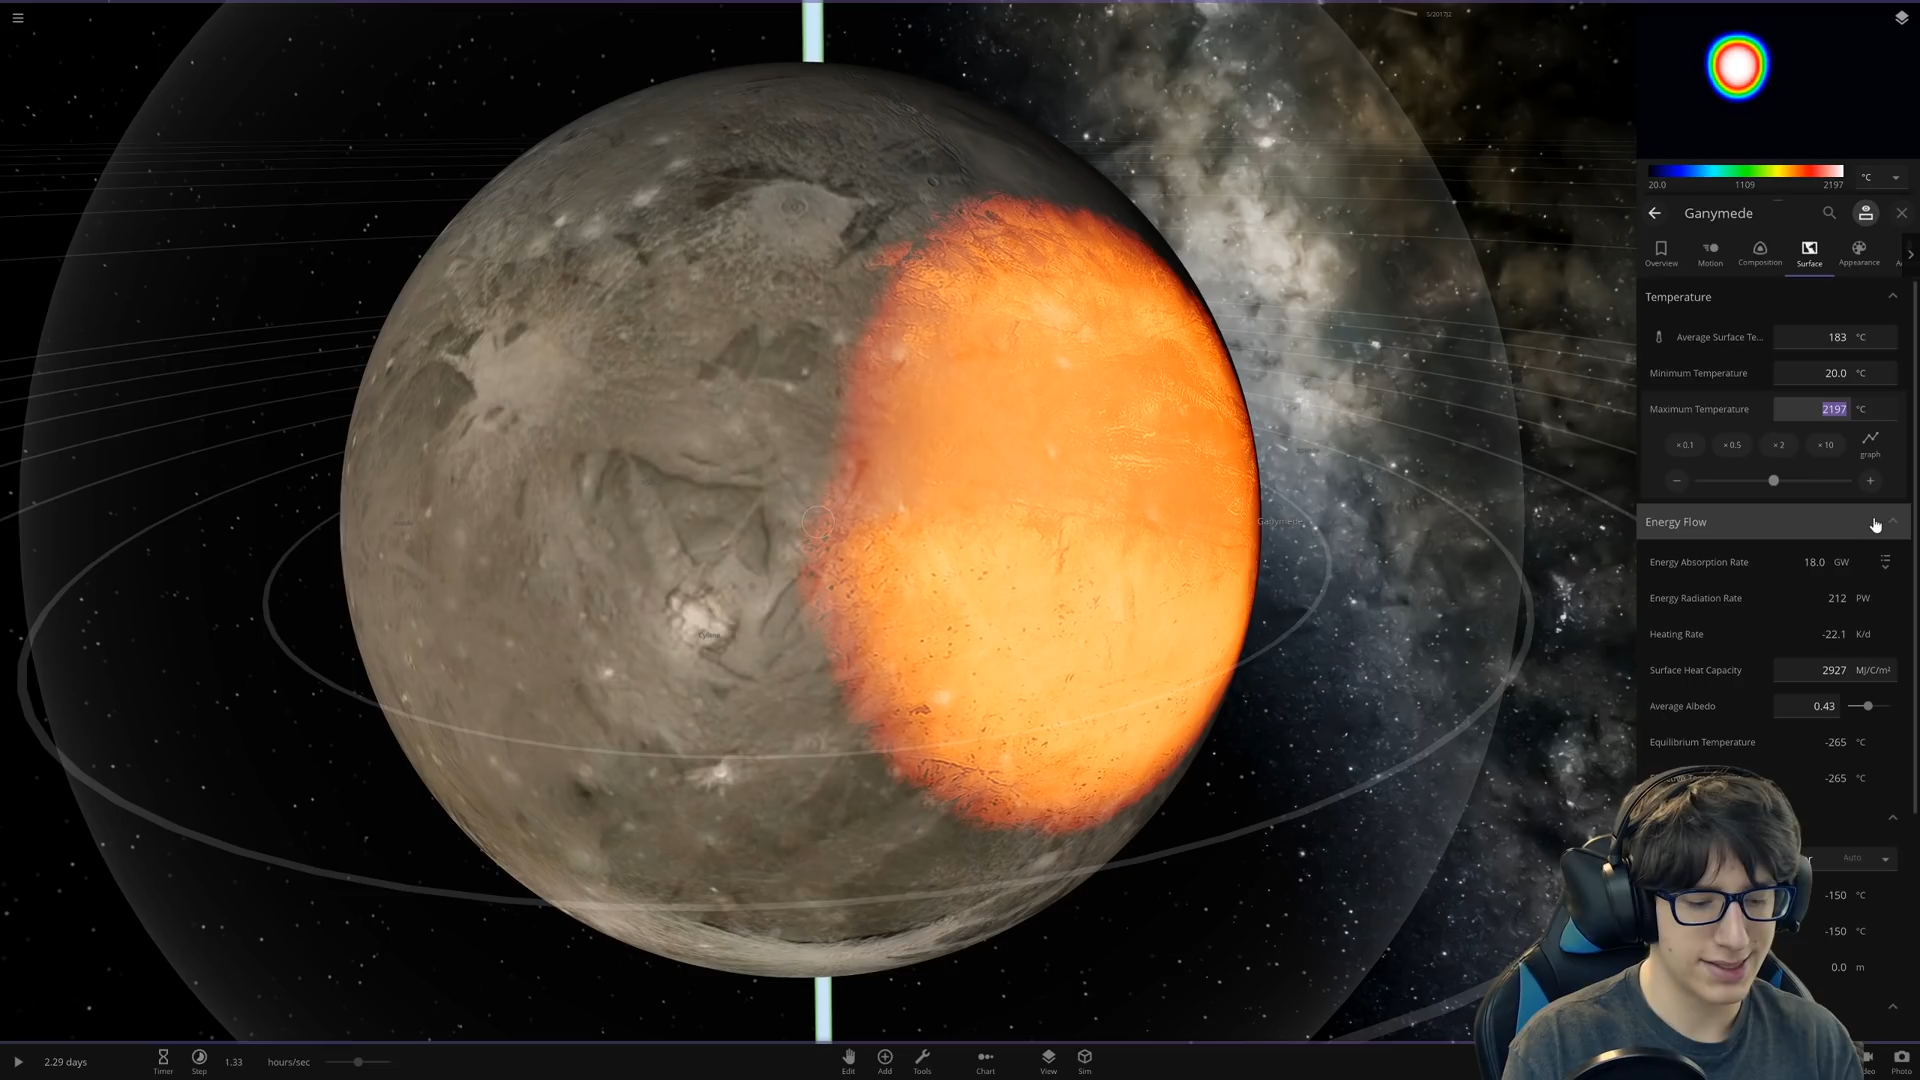 S/2017J2
20.0 1109 2197 °C
Ganymede
Overview Motion Composition Surface Appearance
Temperature
Average Surface Te... 183 °C
Minimum Temperature 20.0 °C
Maximum Temperature 2197 °C
× 0.1 × 0.5 × 2 × 10 graph
Ganymede
Energy Flow
Energy Absorption Rate 18.0 GW
Energy Radiation Rate 212 PW
Heating Rate -22.1 K/d
Surface Heat Capacity 2927 MJ/C/m²
Cyllene
Average Albedo 0.43
Equilibrium Temperature -265 °C
-265 °C
Auto
-150 °C
-150 °C
0.0 m
2.29 days Timer Step 1.33 hours/sec Edit Add Tools Chart View Sim Photo